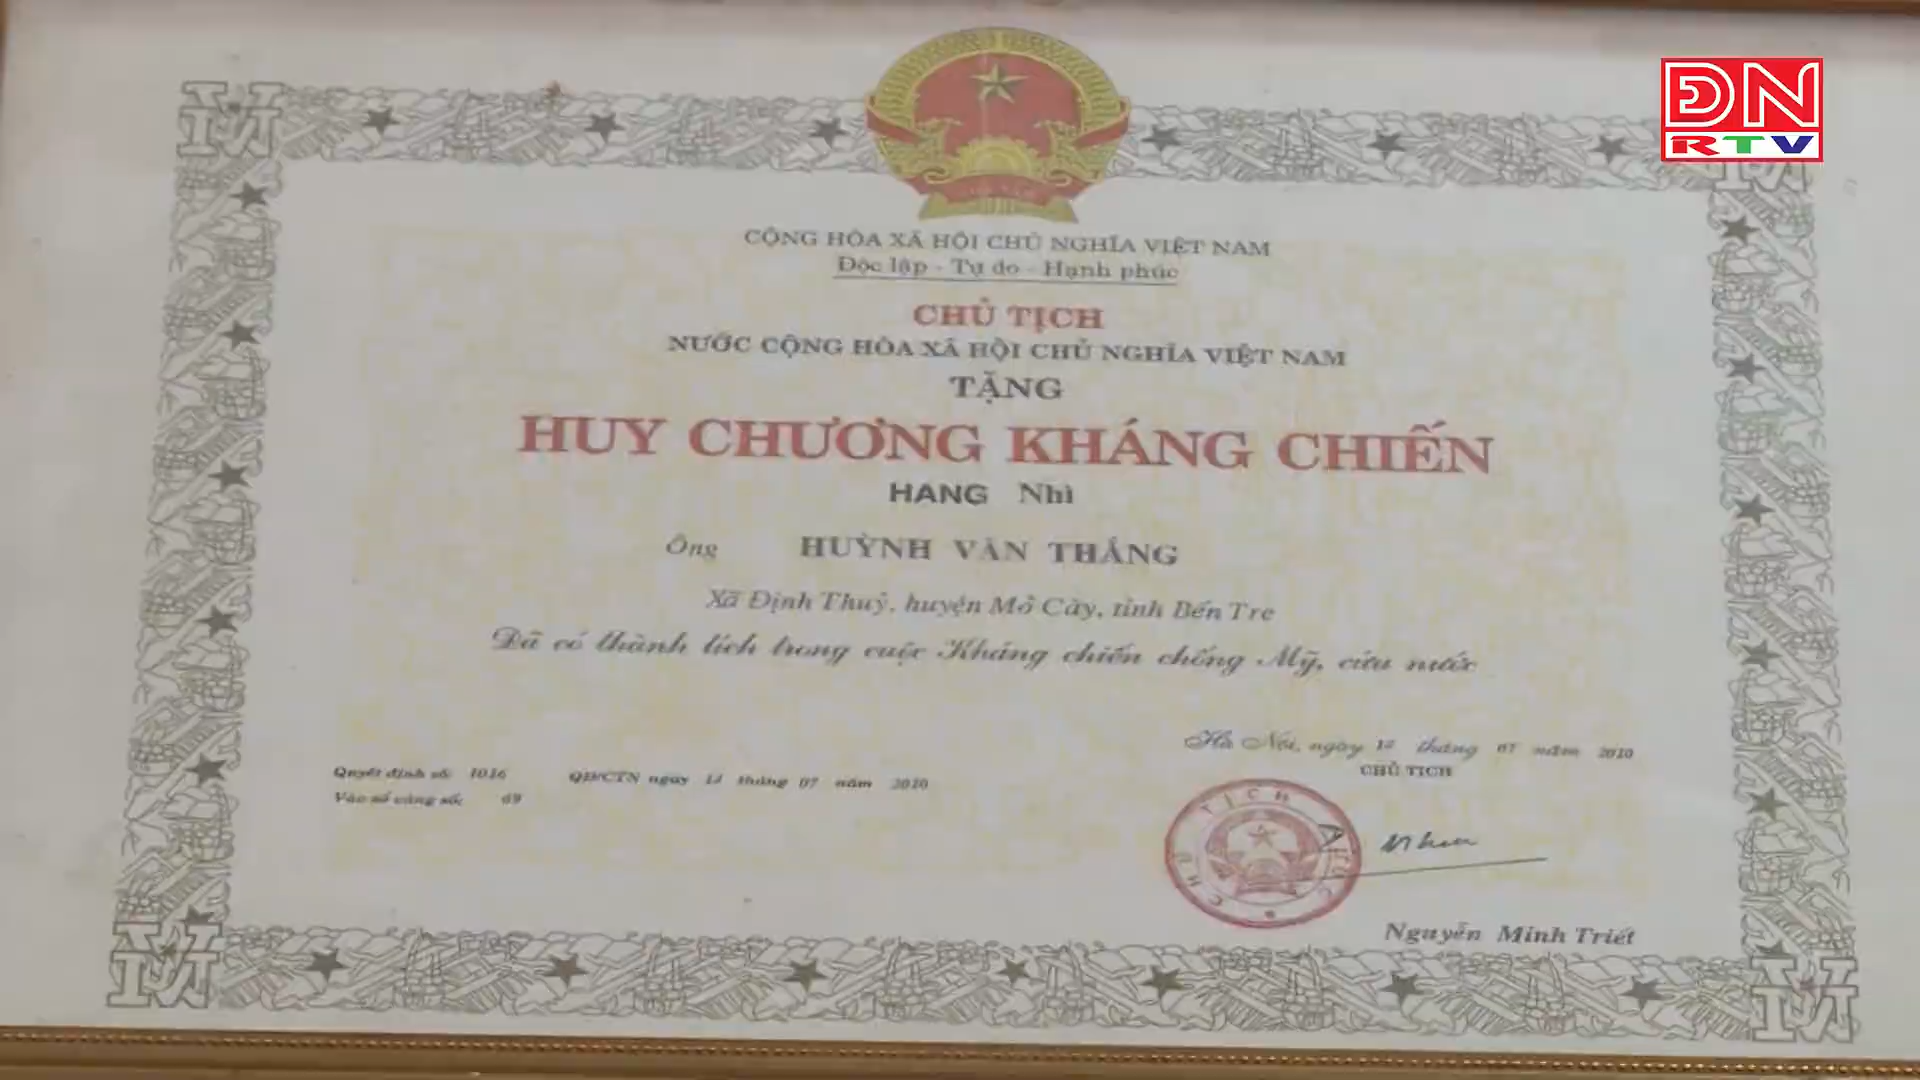 ĐN
RTV
CỘNG HÒA XÃ HỘI CHỦ NGHĨA VIỆT NAM
Độc lập - Tự do - Hạnh phúc
CHỦ TỊCH
NƯỚC CỘNG HÒA XÃ HỘI CHỦ NGHĨA VIỆT NAM
TẶNG
HUY CHƯƠNG KHÁNG CHIẾN
HẠNG Nhì
Ông HUỲNH VĂN THẮNG
Xã Định Thuỷ, huyện Mỏ Cày, tỉnh Bến Tre
Đã có thành tích trong cuộc Kháng chiến chống Mỹ, cứu nước
Hà Nội, ngày tháng 07 năm 2010
CHỦ TỊCH
Quyết định số: 1036 QĐ/CTN ngày tháng 07 năm 2010
Vào sổ vàng số: 69
Nguyễn Minh Triết